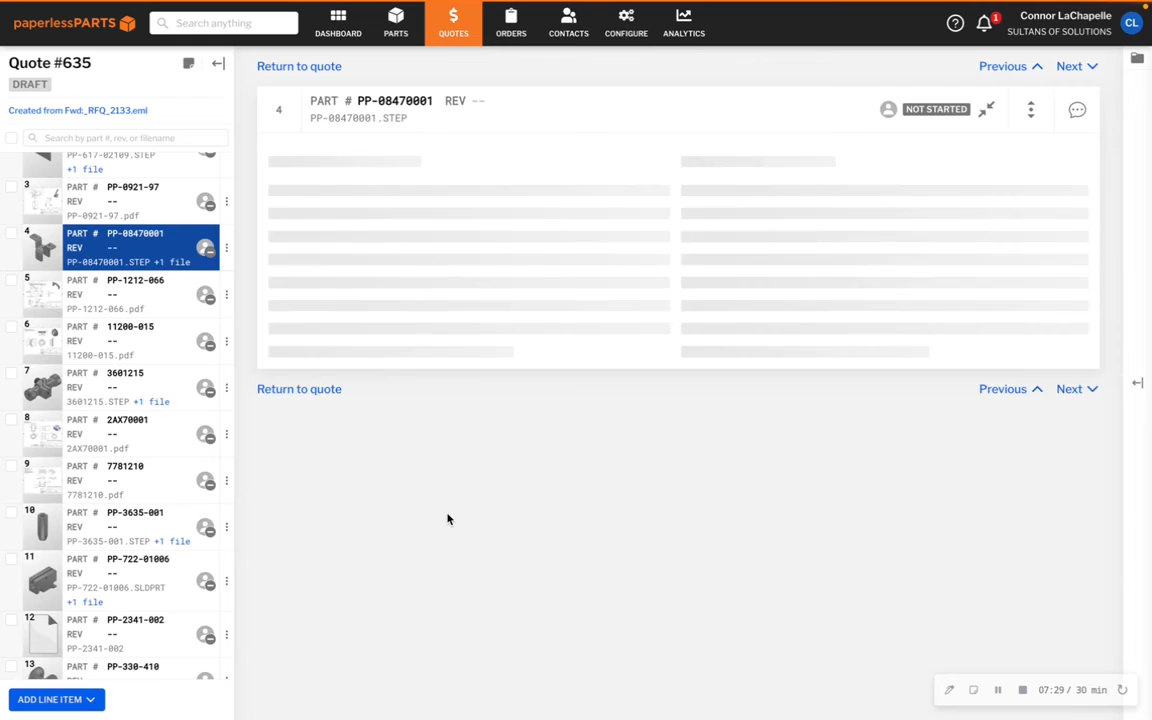 paperlessPARTS
Search anything
DASHBOARD
PARTS
QUOTES
ORDERS
CONTACTS
CONFIGURE
ANALYTICS
1
Connor LaChapelle
SULTANS OF SOLUTIONS
CL
Quote #635
DRAFT
Created from Fwd:_RFQ_2133.eml
Search by part #, rev, or filename
PP-617-02109.STEP
+1 file
3
PART # PP-0921-97
REV --
PP-0921-97.pdf
4
PART # PP-08470001
REV --
PP-08470001.STEP +1 file
5
PART # PP-1212-066
REV --
PP-1212-066.pdf
6
PART # 11200-015
REV --
11200-015.pdf
7
PART # 3601215
REV --
3601215.STEP +1 file
8
PART # 2AX70001
REV --
2AX70001.pdf
9
PART # 7781210
REV --
7781210.pdf
10
PART # PP-3635-001
REV --
PP-3635-001.STEP +1 file
11
PART # PP-722-01006
REV --
PP-722-01006.SLDPRT
+1 file
12
PART # PP-2341-002
REV --
PP-2341-002
13
PART # PP-330-410
ADD LINE ITEM
Return to quote
Previous
Next
4
PART # PP-08470001 REV --
PP-08470001.STEP
NOT STARTED
Return to quote
Previous
Next
07:29 / 30 min